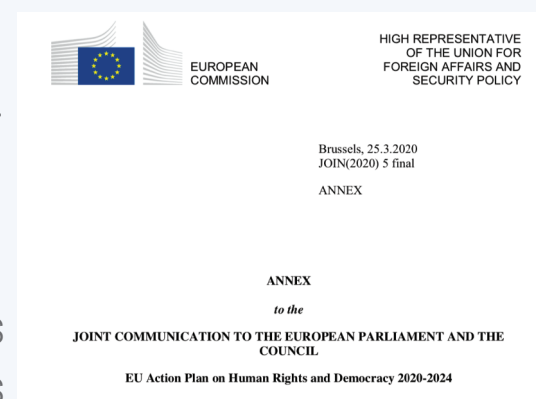 EUROPEAN
COMMISSION
HIGH REPRESENTATIVE
OF THE UNION FOR
FOREIGN AFFAIRS AND
SECURITY POLICY
Brussels, 25.3.2020
JOIN(2020) 5 final
ANNEX
ANNEX
to the
JOINT COMMUNICATION TO THE EUROPEAN PARLIAMENT AND THE
COUNCIL
EU Action Plan on Human Rights and Democracy 2020-2024